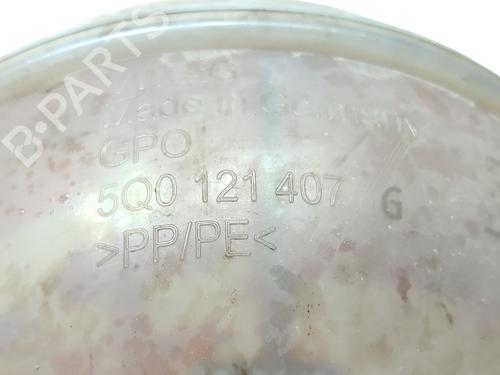 B-PARTS
Made in Germany
GPO
5Q0 121 407 G
>PP/PE<